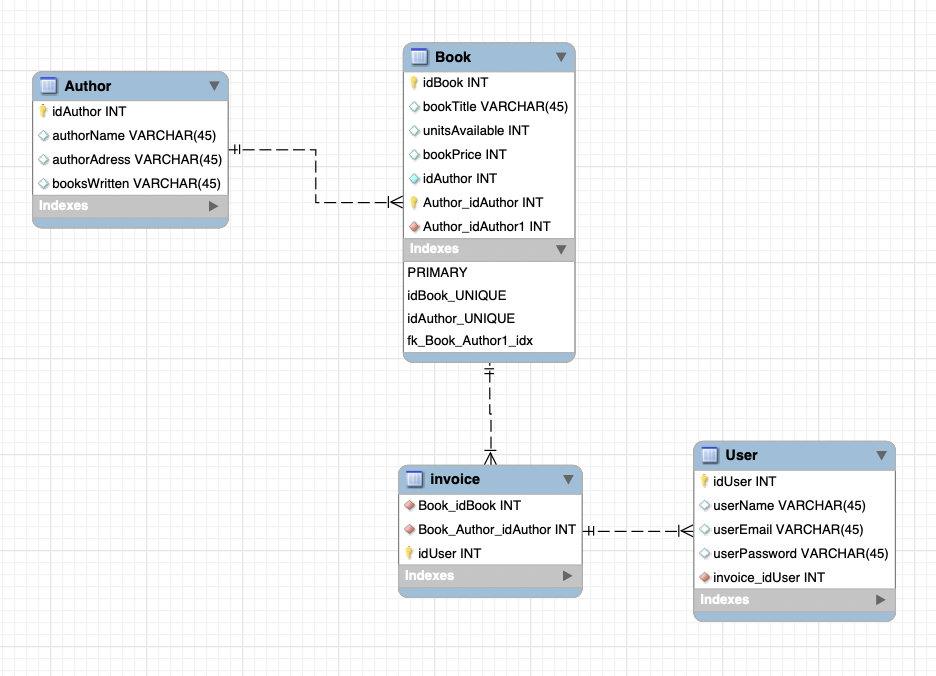 Author
idAuthor INT
authorName VARCHAR(45)
authorAdress VARCHAR(45)
booksWritten VARCHAR(45)
Indexes
Book
idBook INT
bookTitle VARCHAR(45)
unitsAvailable INT
bookPrice INT
idAuthor INT
Author_idAuthor INT
Author_idAuthor1 INT
Indexes
PRIMARY
idBook_UNIQUE
idAuthor_UNIQUE
fk_Book_Author1_idx
invoice
Book_idBook INT
Book_Author_idAuthor INT
idUser INT
Indexes
User
idUser INT
userName VARCHAR(45)
userEmail VARCHAR(45)
userPassword VARCHAR(45)
invoice_idUser INT
Indexes